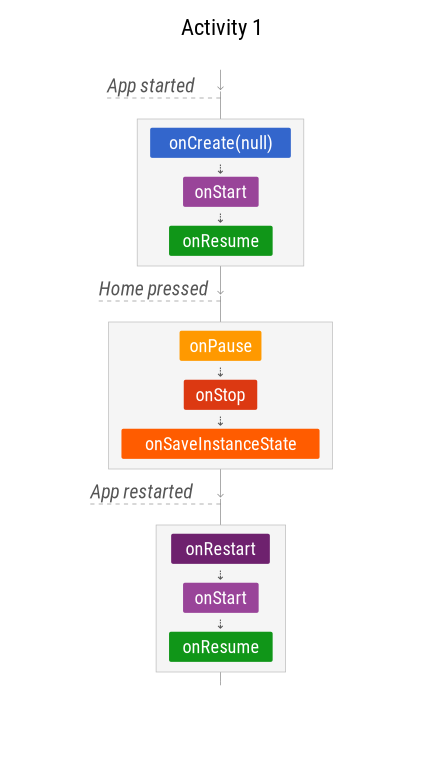 Activity 1
App started
onCreate(null)
onStart
onResume
Home pressed
onPause
onStop
onSaveInstanceState
App restarted
onRestart
onStart
onResume